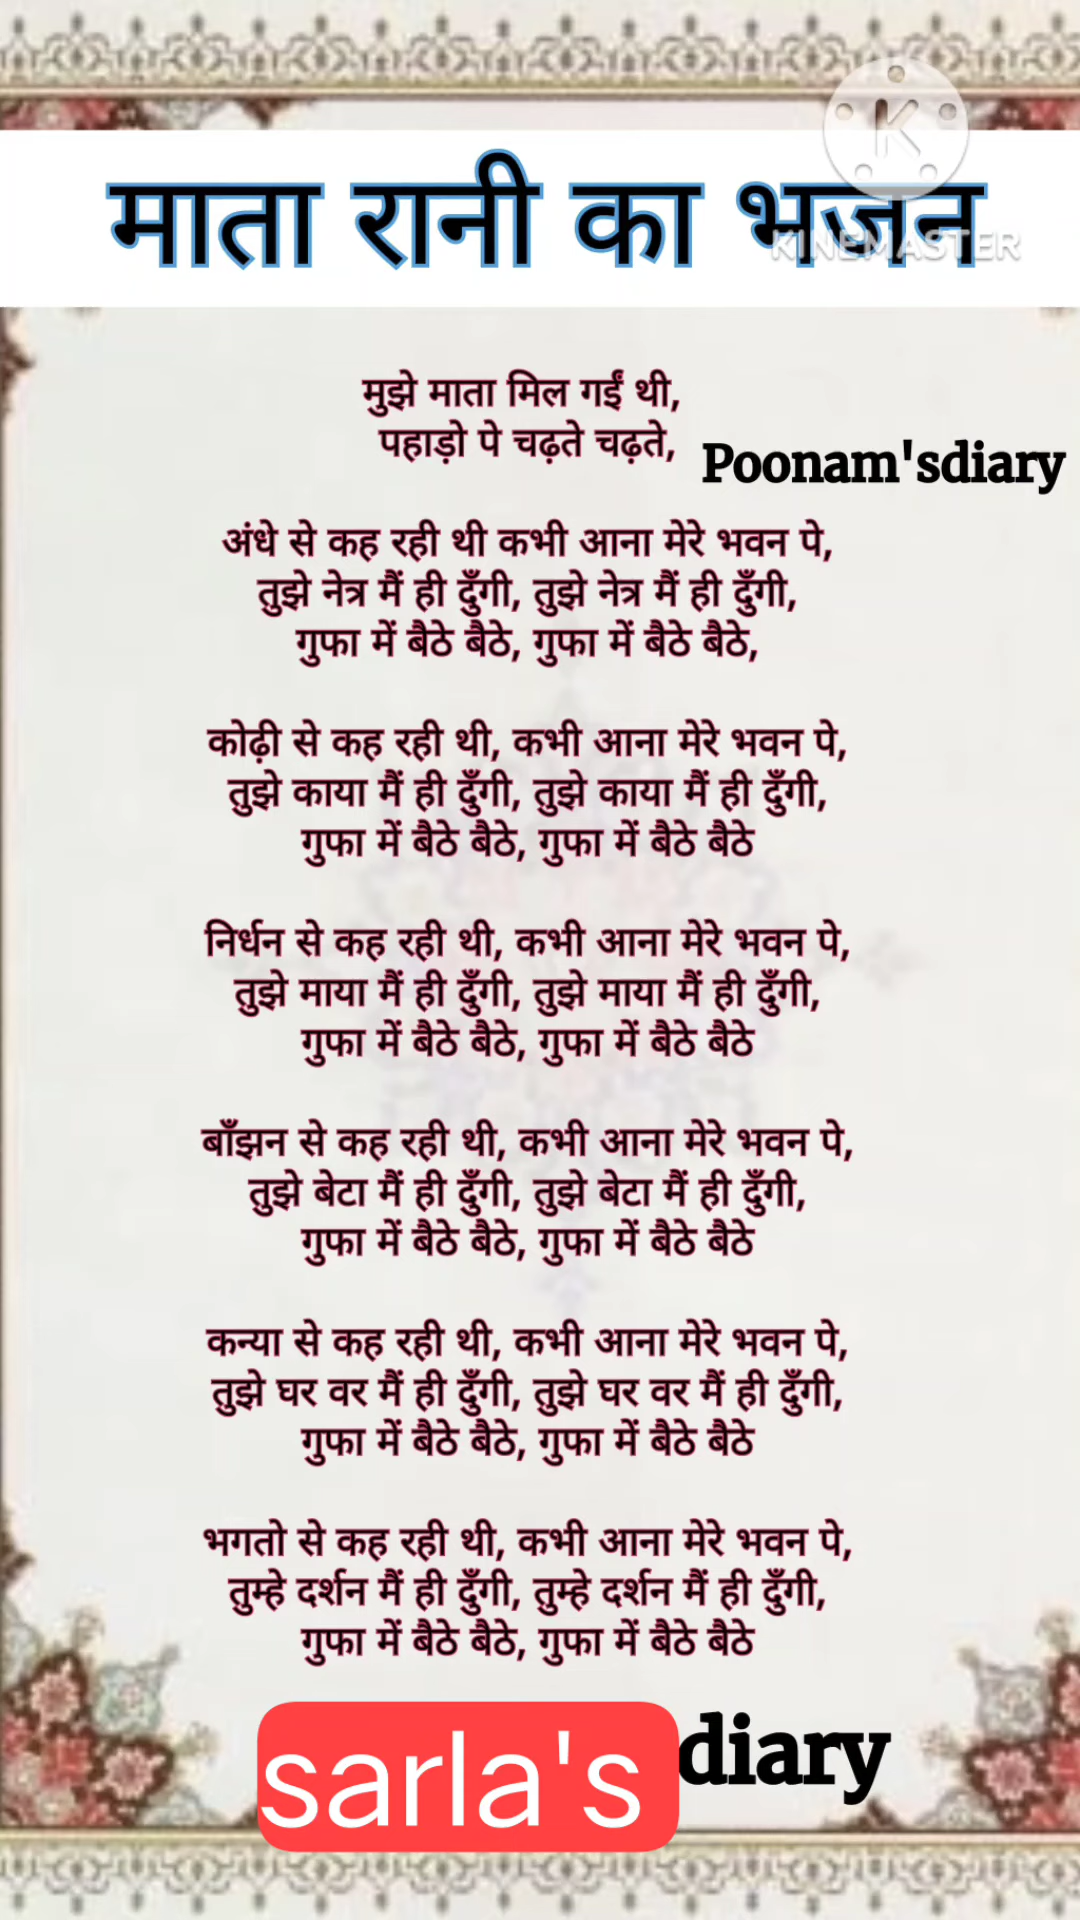 माता रानी का भजन
KINEMASTER
मुझे माता मिल गईं थी,
पहाड़ो पे चढ़ते चढ़ते,
Poonam'sdiary
अंधे से कह रही थी कभी आना मेरे भवन पे,
तुझे नेत्र मैं ही दुँगी, तुझे नेत्र मैं ही दुँगी,
गुफा में बैठे बैठे, गुफा में बैठे बैठे,
कोढ़ी से कह रही थी, कभी आना मेरे भवन पे,
तुझे काया मैं ही दुँगी, तुझे काया मैं ही दुँगी,
गुफा में बैठे बैठे, गुफा में बैठे बैठे
निर्धन से कह रही थी, कभी आना मेरे भवन पे,
तुझे माया मैं ही दुँगी, तुझे माया मैं ही दुँगी,
गुफा में बैठे बैठे, गुफा में बैठे बैठे
बाँझन से कह रही थी, कभी आना मेरे भवन पे,
तुझे बेटा मैं ही दुँगी, तुझे बेटा मैं ही दुँगी,
गुफा में बैठे बैठे, गुफा में बैठे बैठे
कन्या से कह रही थी, कभी आना मेरे भवन पे,
तुझे घर वर मैं ही दुँगी, तुझे घर वर मैं ही दुँगी,
गुफा में बैठे बैठे, गुफा में बैठे बैठे
भगतो से कह रही थी, कभी आना मेरे भवन पे,
तुम्हे दर्शन मैं ही दुँगी, तुम्हे दर्शन मैं ही दुँगी,
गुफा में बैठे बैठे, गुफा में बैठे बैठे
sarla's diary